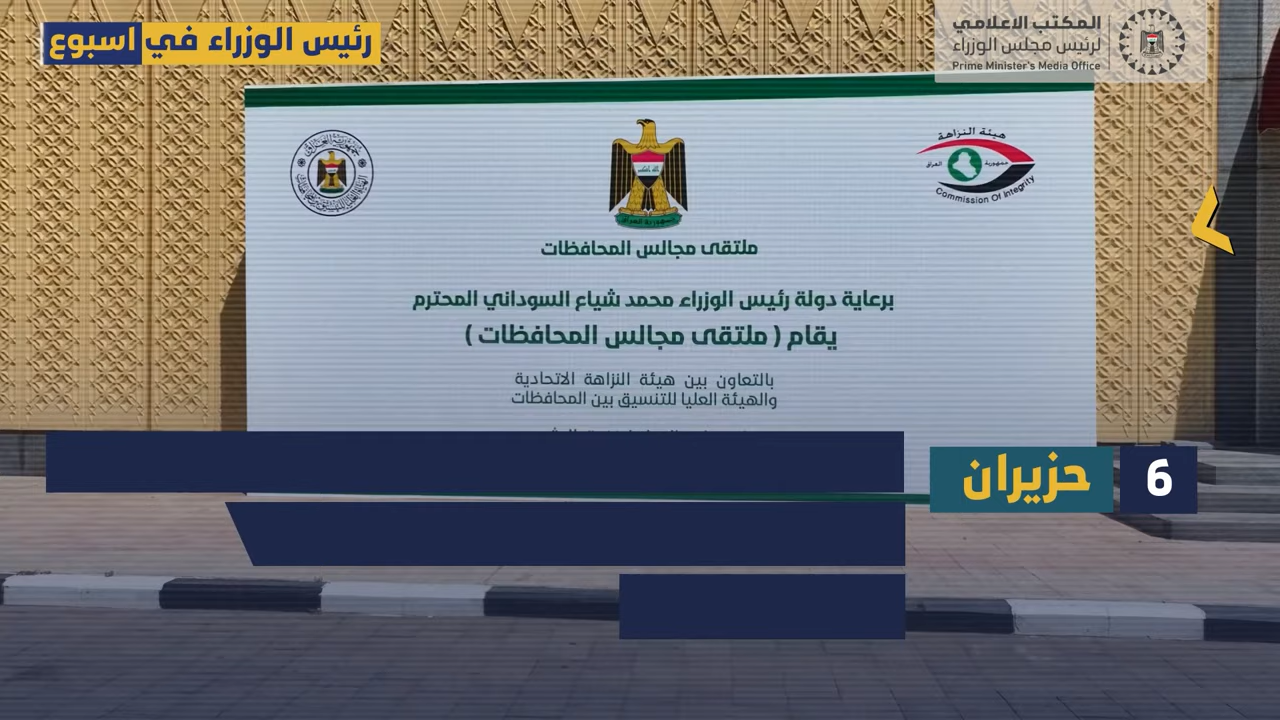 رئيس الوزراء في اسبوع
المكتب الاعلامي
لرئيس مجلس الوزراء
Prime Minister's Media Office
هيئة النزاهة
جمهورية
العراق
Commission Of Integrity
ملتقى مجالس المحافظات
برعاية دولة رئيس الوزراء محمد شياع السوداني المحترم
يقام ( ملتقى مجالس المحافظات )
بالتعاون بين هيئة النزاهة الاتحادية
والهيئة العليا للتنسيق بين المحافظات
6 حزيران